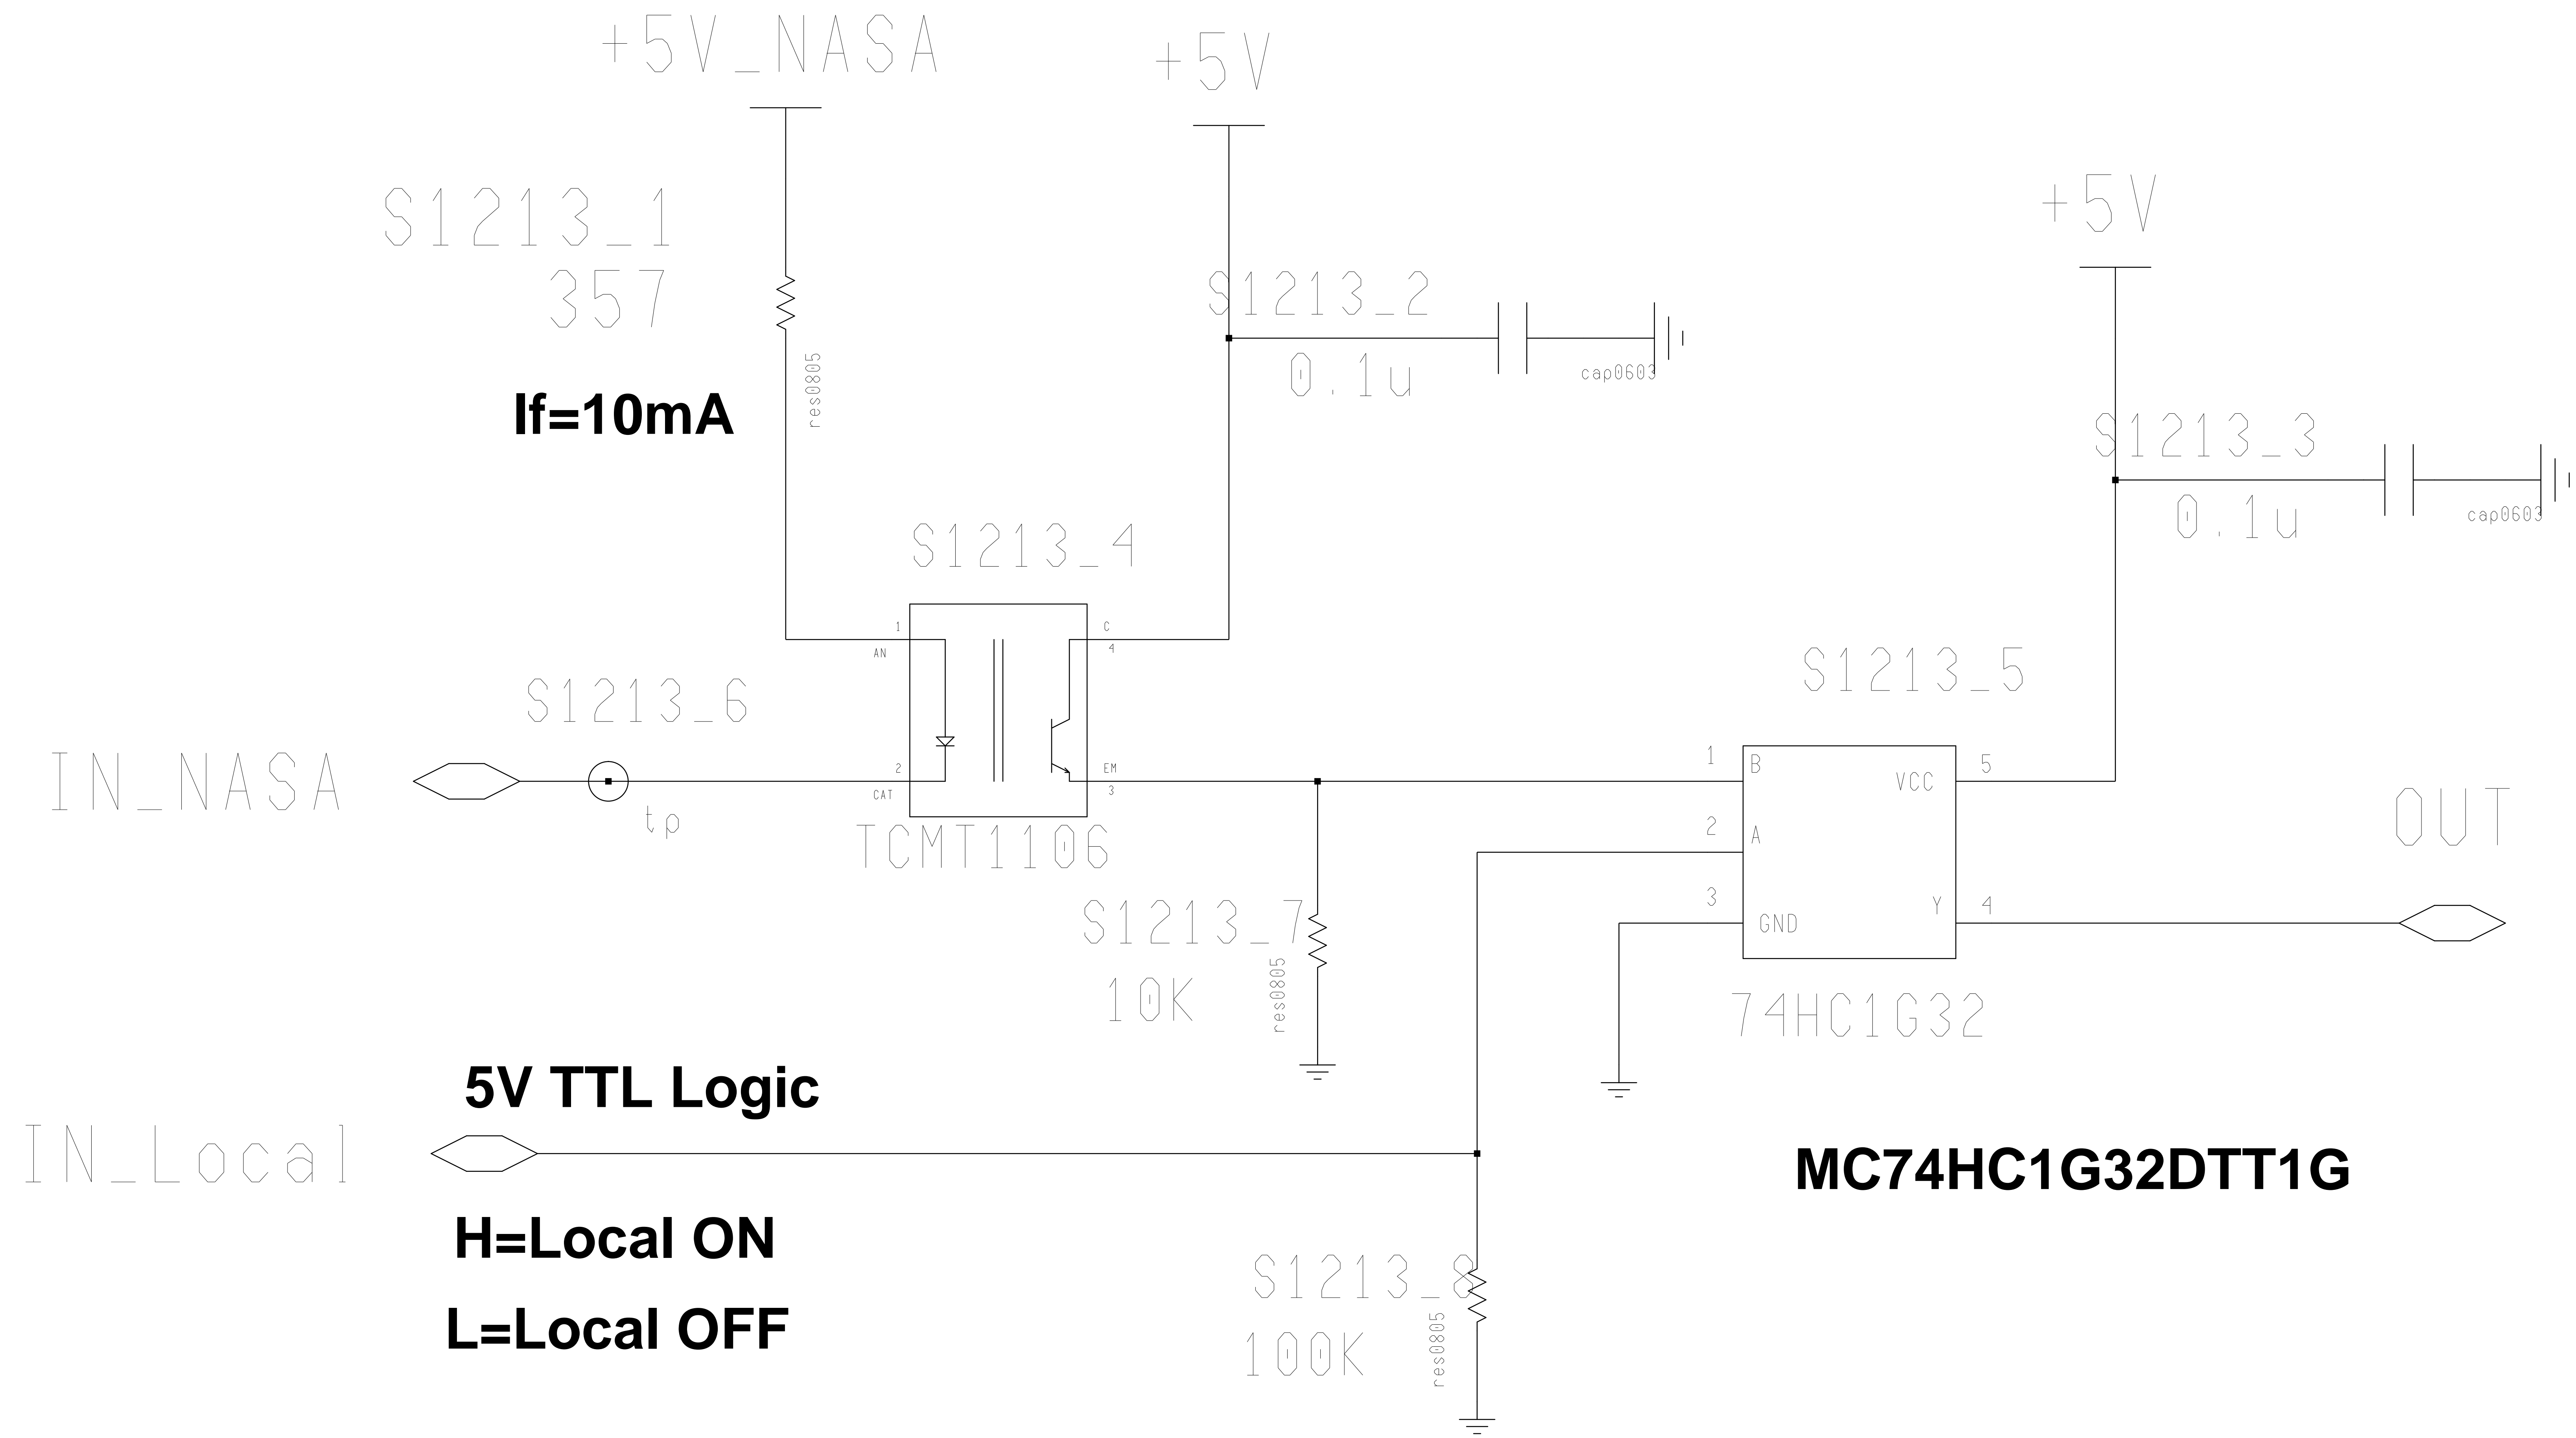 +5V_NASA
+5V
+5V
S1213_1
357
res0805
If=10mA
S1213_2
0.1u
cap0603
S1213_3
0.1u
cap0603
S1213_4
1
AN
C
4
2
CAT
EM
3
TCMT1106
S1213_6
IN_NASA
tp
S1213_5
1
B
2
A
3
GND
VCC
5
Y
4
74HC1G32
OUT
S1213_7
10K
res0805
5V TTL Logic
IN_Local
H=Local ON
L=Local OFF
MC74HC1G32DTT1G
S1213_8
100K
res0805